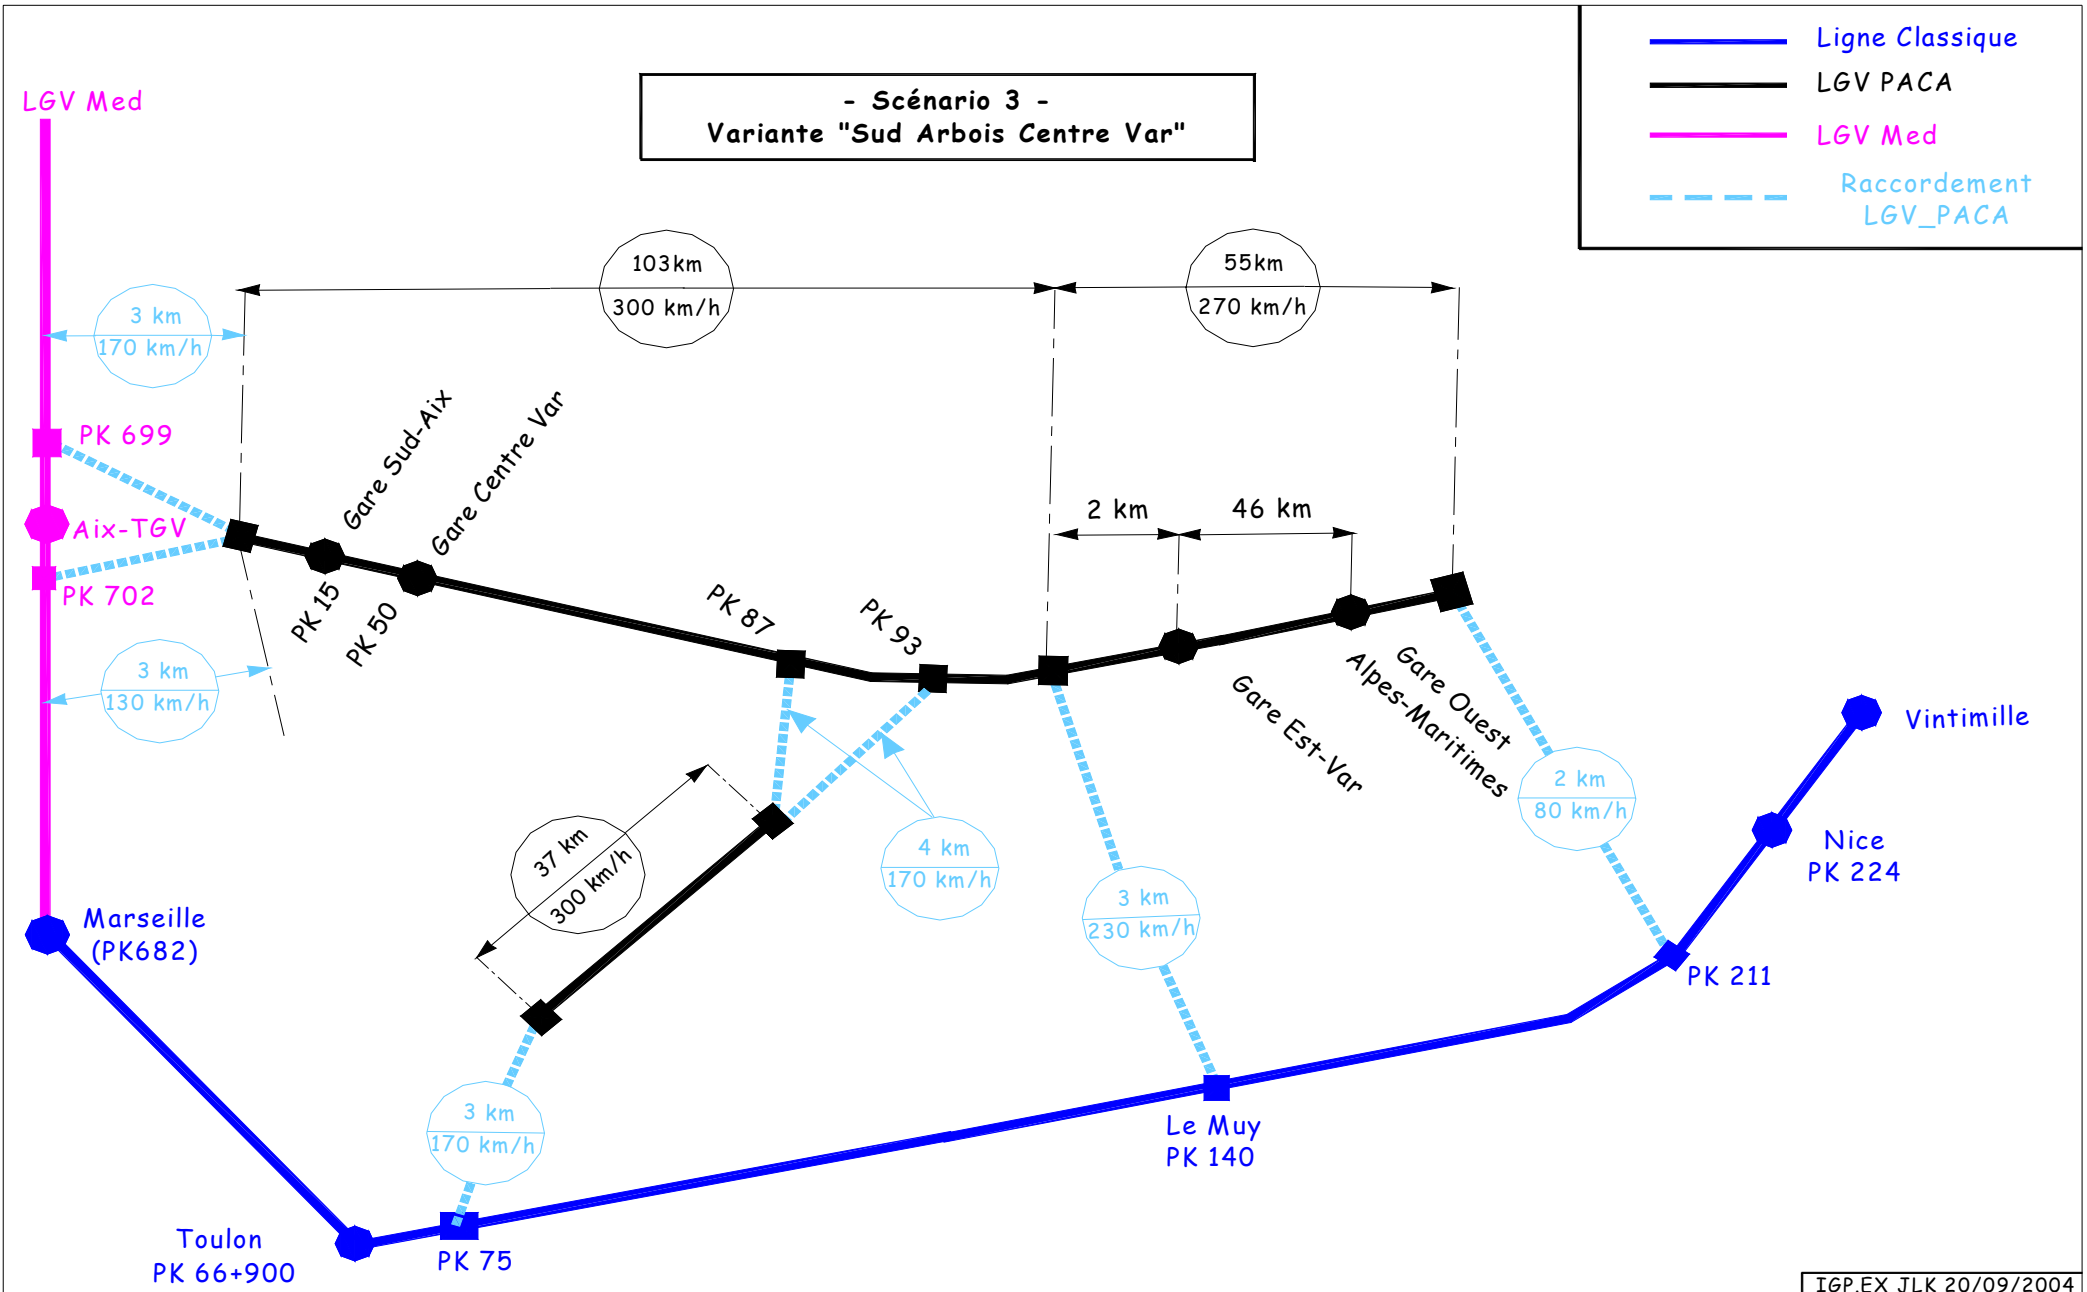 Ligne Classique
LGV PACA
LGV Med
Raccordement
LGV_PACA
- Scénario 3 -
Variante "Sud Arbois Centre Var"
LGV Med
103km
300 km/h
55km
270 km/h
3 km
170 km/h
PK 699
Gare Sud-Aix
Gare Centre Var
Aix-TGV
PK 702
2 km
46 km
PK 15
PK 50
PK 87
PK 93
3 km
130 km/h
Gare Est-Var
Gare Ouest
Alpes-Maritimes
Vintimille
2 km
80 km/h
Nice
PK 224
37 km
300 km/h
4 km
170 km/h
3 km
230 km/h
Marseille
(PK682)
PK 211
3 km
170 km/h
Le Muy
PK 140
Toulon
PK 66+900
PK 75
IGP.EX JLK 20/09/2004